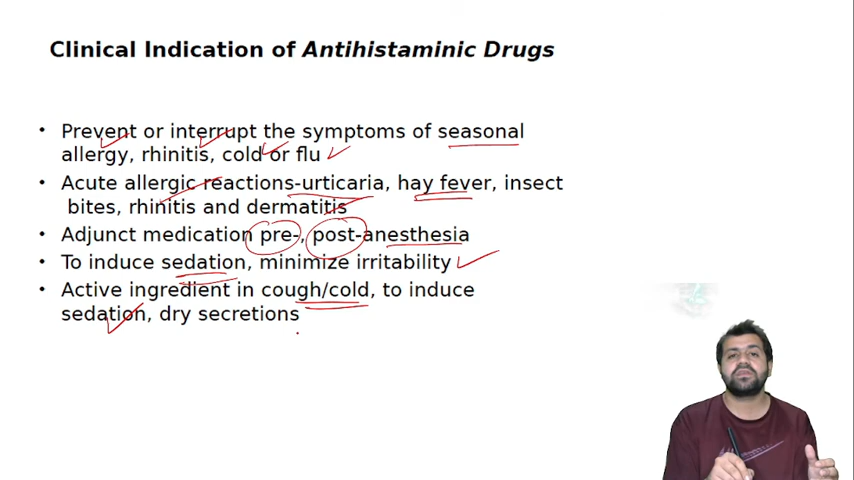 Clinical Indication of Antihistaminic Drugs
• Prevent or interrupt the symptoms of seasonal
allergy, rhinitis, cold or flu
• Acute allergic reactions-urticaria, hay fever, insect
bites, rhinitis and dermatitis
• Adjunct medication pre-, post-anesthesia
• To induce sedation, minimize irritability
• Active ingredient in cough/cold, to induce
sedation, dry secretions